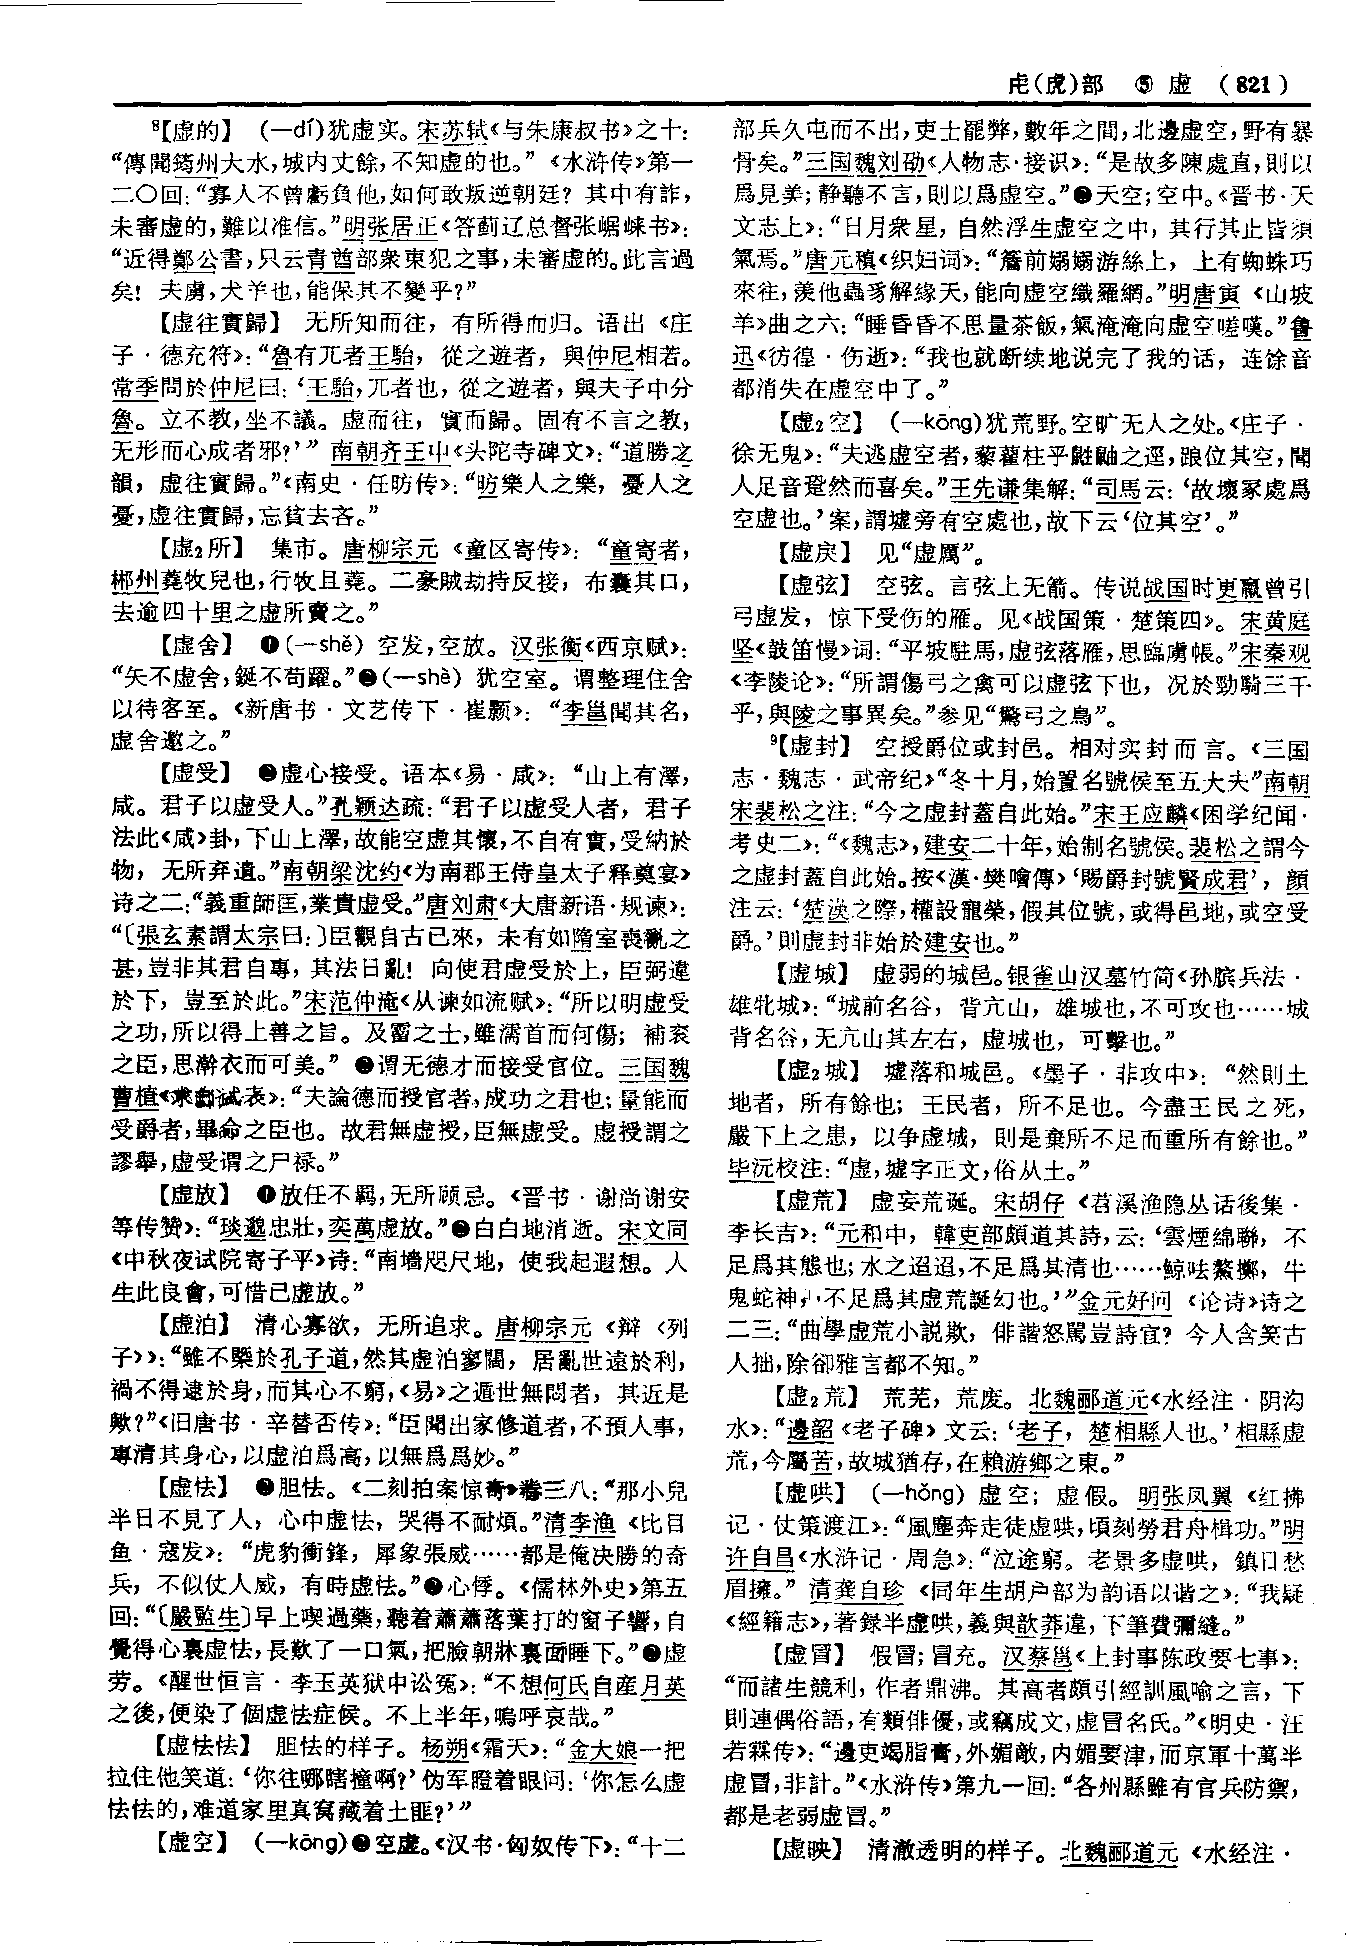 虍(虎)部 ⑤ 虚 (821)
⁸【虚的】 (—dí)犹虚实。宋苏轼《与朱康叔书》之十：
“傳聞筠州大水，城内丈餘，不知虚的也。”《水浒传》第一
二〇回：“寡人不曾虧負他，如何敢叛逆朝廷？其中有詐，
未審虚的，難以准信。”明张居正《答蓟辽总督张崌崃书》：
“近得鄭公書，只云青酋部衆東犯之事，未審虚的。此言過
矣！夫虜，犬羊也，能保其不變乎？”
【虚往實歸】 无所知而往，有所得而归。语出《庄
子·德充符》：“魯有兀者王駘，從之遊者，與仲尼相若。
常季問於仲尼曰：‘王駘，兀者也，從之遊者，與夫子中分
魯。立不教，坐不議。虚而往，實而歸。固有不言之教，
无形而心成者邪？’”南朝齐王屮《头陀寺碑文》：“道勝之
韻，虚往實歸。”《南史·任昉传》：“昉樂人之樂，憂人之
憂，虚往實歸，忘貧去吝。”
【虚₂所】 集市。唐柳宗元《童区寄传》：“童寄者，
郴州蕘牧兒也，行牧且蕘。二豪賊劫持反接，布囊其口，
去逾四十里之虚所賣之。”
【虚舍】 ❶(—shě) 空发，空放。汉张衡《西京赋》：
“矢不虚舍，鋋不苟躍。”❷(—shè) 犹空室。谓整理住舍
以待客至。《新唐书·文艺传下·崔颢》：“李邕聞其名，
虚舍邀之。”
【虚受】 ❶虚心接受。语本《易·咸》：“山上有澤，
咸。君子以虚受人。”孔颖达疏：“君子以虚受人者，君子
法此《咸》卦，下山上澤，故能空虚其懷，不自有實，受納於
物，无所弃遺。”南朝梁沈约《为南郡王侍皇太子释奠宴》
诗之二：“義重師匡，業貴虚受。”唐刘肃《大唐新语·规谏》：
“〔張玄素謂太宗曰：〕臣觀自古已來，未有如隋室喪亂之
甚，豈非其君自專，其法日亂！向使君虚受於上，臣弼違
於下，豈至於此。”宋范仲淹《从谏如流赋》：“所以明虚受
之功，所以得上善之旨。及霤之士，雖濡首而何傷；補衮
之臣，思澣衣而可美。”❷谓无德才而接受官位。三国魏
曹植《求自试表》：“夫論德而授官者，成功之君也；量能而
受爵者，畢命之臣也。故君無虚授，臣無虚受。虚授謂之
謬舉，虚受谓之尸禄。”
【虚放】 ❶放任不羁，无所顾忌。《晋书·谢尚谢安
等传赞》：“琰邈忠壯，奕萬虚放。”❷白白地消逝。宋文同
《中秋夜试院寄子平》诗：“南墙咫尺地，使我起遐想。人
生此良會，可惜已虚放。”
【虚泊】 清心寡欲，无所追求。唐柳宗元《辩〈列
子〉》：“雖不槩於孔子道，然其虚泊寥闊，居亂世遠於利，
禍不得逮於身，而其心不窮，《易》之遁世無悶者，其近是
歟？”《旧唐书·辛替否传》：“臣聞出家修道者，不預人事，
專清其身心，以虚泊爲高，以無爲爲妙。”
【虚怯】 ❶胆怯。《二刻拍案惊奇》卷三八：“那小兒
半日不見了人，心中虚怯，哭得不耐煩。”清李渔《比目
鱼·寇发》：“虎豹衝鋒，犀象張威……都是俺决勝的奇
兵，不似仗人威，有時虚怯。”❷心悸。《儒林外史》第五
回：“〔嚴監生〕早上喫過藥，聽着蕭蕭落葉打的窗子響，自
覺得心裏虚怯，長歎了一口氣，把臉朝牀裏面睡下。”❸虚
劳。《醒世恒言·李玉英狱中讼冤》：“不想何氏自産月英
之後，便染了個虚怯症候。不上半年，嗚呼哀哉。”
【虚怯怯】 胆怯的样子。杨朔《霜天》：“金大娘一把
拉住他笑道：‘你往哪瞎撞啊？’伪军瞪着眼问：‘你怎么虚
怯怯的，难道家里真窝藏着土匪？’”
【虚空】 (—kōng)❶空虚。《汉书·匈奴传下》：“十二
部兵久屯而不出，吏士罷弊，數年之間，北邊虚空，野有暴
骨矣。”三国魏刘劭《人物志·接识》：“是故多陳處直，則以
爲見美；静聽不言，則以爲虚空。”❷天空；空中。《晋书·天
文志上》：“日月衆星，自然浮生虚空之中，其行其止皆須
氣焉。”唐元稹《织妇词》：“簷前嫋嫋游絲上，上有蜘蛛巧
來往，羡他蟲豸解緣天，能向虚空織羅網。”明唐寅《山坡
羊》曲之六：“睡昏昏不思量茶飯，氣淹淹向虚空嗟嘆。”鲁
迅《彷徨·伤逝》：“我也就断续地说完了我的话，连馀音
都消失在虚空中了。”
【虚₂空】 (—kōng)犹荒野。空旷无人之处。《庄子·
徐无鬼》：“夫逃虚空者，藜藿柱乎鼪鼬之逕，踉位其空，聞
人足音跫然而喜矣。”王先谦集解：“司馬云：‘故壞冢處爲
空虚也。’案，謂墟旁有空處也，故下云‘位其空’。”
【虚戾】 见“虚厲”。
【虚弦】 空弦。言弦上无箭。传说战国时更羸曾引
弓虚发，惊下受伤的雁。见《战国策·楚策四》。宋黄庭
坚《鼓笛慢》词：“平坡駐馬，虚弦落雁，思臨虜帳。”宋秦观
《李陵论》：“所謂傷弓之禽可以虚弦下也，况於勁騎三千
乎，與陵之事異矣。”参见“驚弓之鳥”。
⁹【虚封】 空授爵位或封邑。相对实封而言。《三国
志·魏志·武帝纪》“冬十月，始置名號侯至五大夫”南朝
宋裴松之注：“今之虚封蓋自此始。”宋王应麟《困学纪闻·
考史二》：“《魏志》，建安二十年，始制名號侯。裴松之謂今
之虚封蓋自此始。按《漢·樊噲傳》‘賜爵封號賢成君’，顔
注云：‘楚漢之際，權設寵榮，假其位號，或得邑地，或空受
爵。’則虚封非始於建安也。”
【虚城】 虚弱的城邑。银雀山汉墓竹简《孙膑兵法·
雄牝城》：“城前名谷，背亢山，雄城也，不可攻也……城
背名谷，无亢山其左右，虚城也，可擊也。”
【虚₂城】 墟落和城邑。《墨子·非攻中》：“然則土
地者，所有餘也；王民者，所不足也。今盡王民之死，
嚴下上之患，以争虚城，則是棄所不足而重所有餘也。”
毕沅校注：“虚，墟字正文，俗从土。”
【虚荒】 虚妄荒诞。宋胡仔《苕溪渔隐丛话後集·
李长吉》：“元和中，韓吏部頗道其詩，云：‘雲煙綿聯，不
足爲其態也；水之迢迢，不足爲其清也……鯨呿鰲擲，牛
鬼蛇神，不足爲其虚荒誕幻也。’”金元好问《论诗》诗之
二三：“曲學虚荒小説欺，俳諧怒駡豈詩宜？今人含笑古
人拙，除卻雅言都不知。”
【虚₂荒】 荒芜，荒废。北魏郦道元《水经注·阴沟
水》：“邊韶《老子碑》文云：‘老子，楚相縣人也。’相縣虚
荒，今屬苦，故城猶存，在賴游鄉之東。”
【虚哄】 (—hǒng) 虚空；虚假。明张凤翼《红拂
记·仗策渡江》：“風塵奔走徒虚哄，頃刻勞君舟楫功。”明
许自昌《水浒记·周急》：“泣途窮。老景多虚哄，鎮日愁
眉擁。”清龚自珍《同年生胡户部为韵语以谐之》：“我疑
《經籍志》，著録半虚哄，義與歆莽違，下筆費彌縫。”
【虚冒】 假冒；冒充。汉蔡邕《上封事陈政要七事》：
“而諸生競利，作者鼎沸。其高者頗引經訓風喻之言，下
則連偶俗語，有類俳優，或竊成文，虚冒名氏。”《明史·汪
若霖传》：“邊吏竭脂膏，外媚敵，内媚要津，而京軍十萬半
虚冒，非計。”《水浒传》第九一回：“各州縣雖有官兵防禦，
都是老弱虚冒。”
【虚映】 清澈透明的样子。北魏郦道元《水经注·